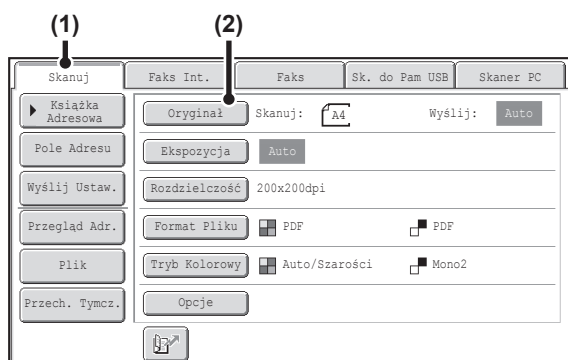 (1) (2)
Skanuj Faks Int. Faks Sk. do Pam USB Skaner PC
Książka
Adresowa
Oryginał Skanuj: A4 Wyślij: Auto
Pole Adresu Ekspozycja Auto
Wyślij Ustaw. Rozdzielczość 200x200dpi
Przegląd Adr. Format Pliku PDF PDF
Plik Tryb Kolorowy Auto/Szarości Mono2
Przech. Tymcz. Opcje